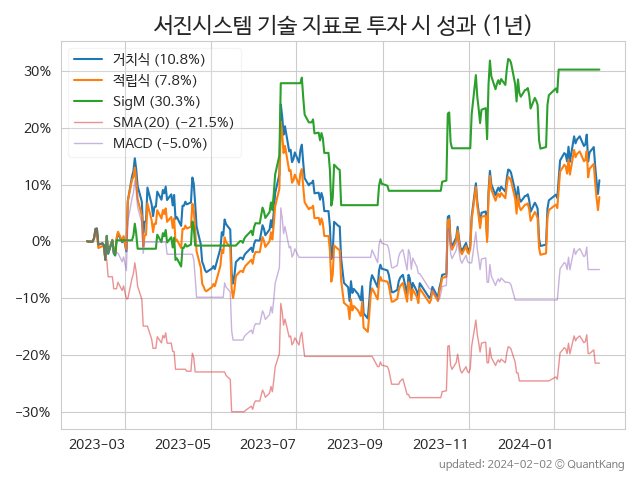 서진시스템 기술 지표로 투자 시 성과 (1년)
거치식 (10.8%)
적립식 (7.8%)
SigM (30.3%)
SMA(20) (−21.5%)
MACD (−5.0%)
30%
20%
10%
0%
−10%
−20%
−30%
2023-03 2023-05 2023-07 2023-09 2023-11 2024-01
updated: 2024-02-02 © QuantKang